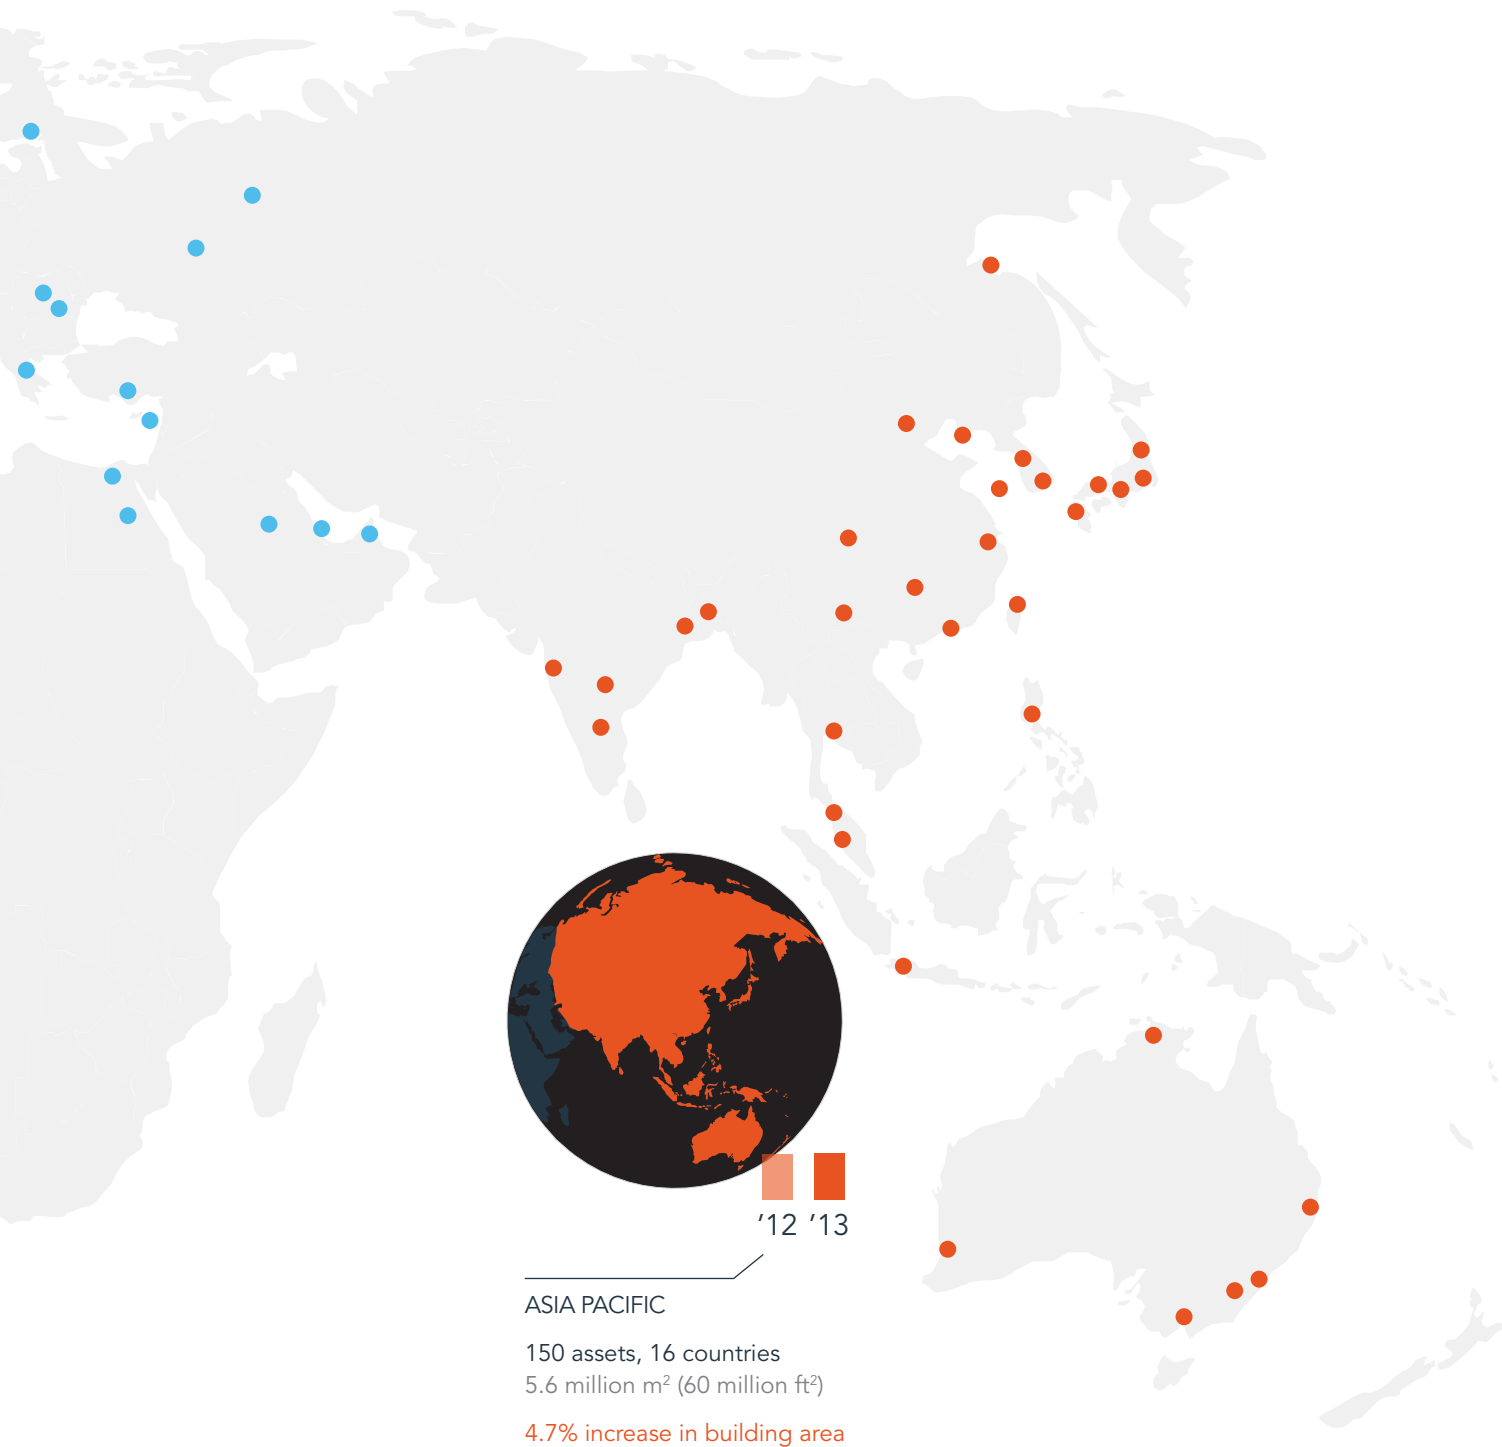 ’12 ’13
ASIA PACIFIC
150 assets, 16 countries
5.6 million m² (60 million ft²)
4.7% increase in building area